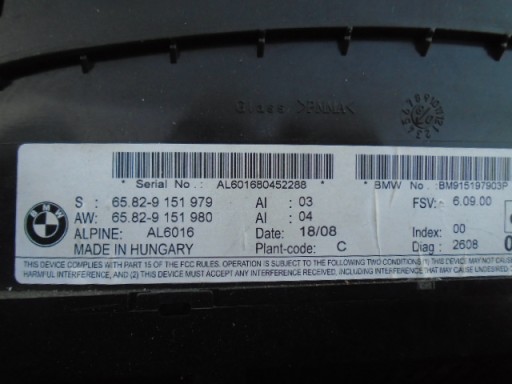 * Serial No/ * AL601680452288 * BMW No/ * BM915197903P
S : 65.82-9 151 979 AI : 03 FSV: 6.09.00
AW: 65.82-9 151 980 AI : 04
ALPINE: AL6016 Date: 18/08 Index: 00
MADE IN HUNGARY Plant-code: C Diag : 2608
THIS DEVICE COMPLIES WITH PART 15 OF THE FCC RULES. OPERATION IS SUBJECT TO THE FOLLOWING TWO CONDITIONS (1) THIS DEVICE MAY NOT CAUSE
HARMFUL INTERFERENCE, AND (2) THIS DEVICE MUST ACCEPT ANY INTERFERENCE RECEIVED, INCLUDING INTERFERENCE THAT MAY CAUSE
BMW